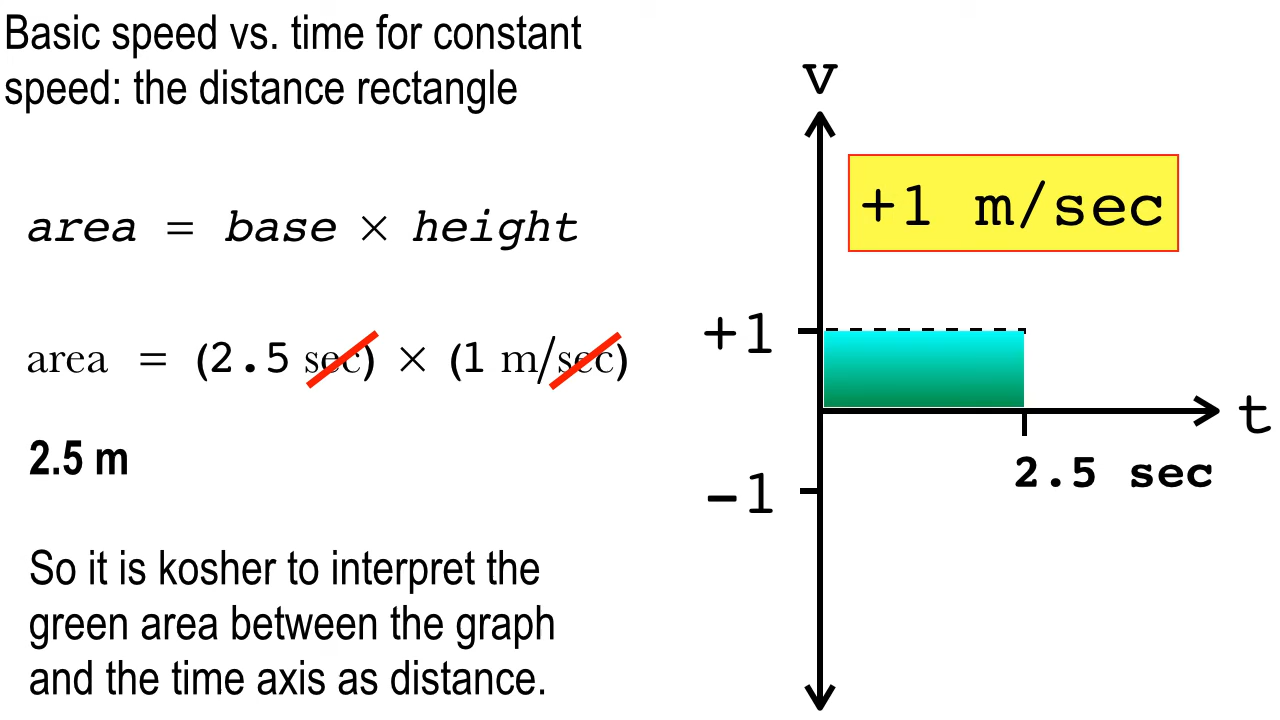 Basic speed vs. time for constant
speed: the distance rectangle
area = base × height
area = (2.5 sec) × (1 m/sec)
2.5 m
So it is kosher to interpret the
green area between the graph
and the time axis as distance.
v
+1 m/sec
+1
t
2.5 sec
-1